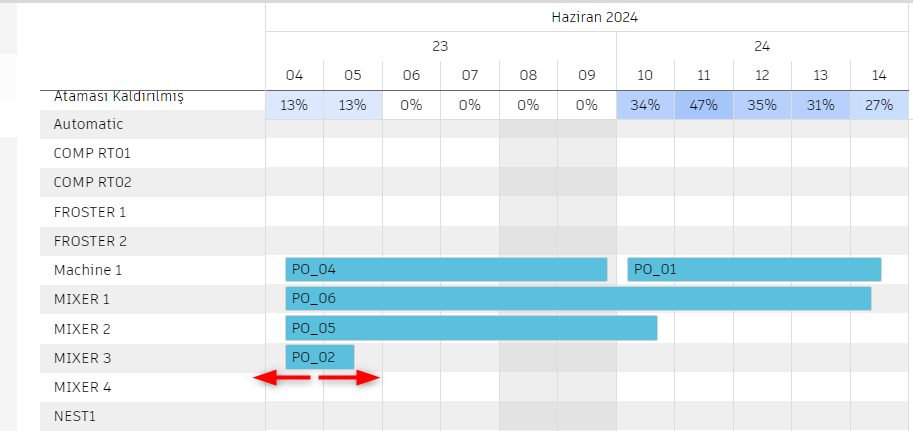 Haziran 2024
23 24
04 05 06 07 08 09 10 11 12 13 14
Ataması Kaldırılmış 13% 13% 0% 0% 0% 0% 34% 47% 35% 31% 27%
Automatic
COMP RT01
COMP RT02
FROSTER 1
FROSTER 2
Machine 1 PO_04 PO_01
MIXER 1 PO_06
MIXER 2 PO_05
MIXER 3 PO_02
MIXER 4
NEST1